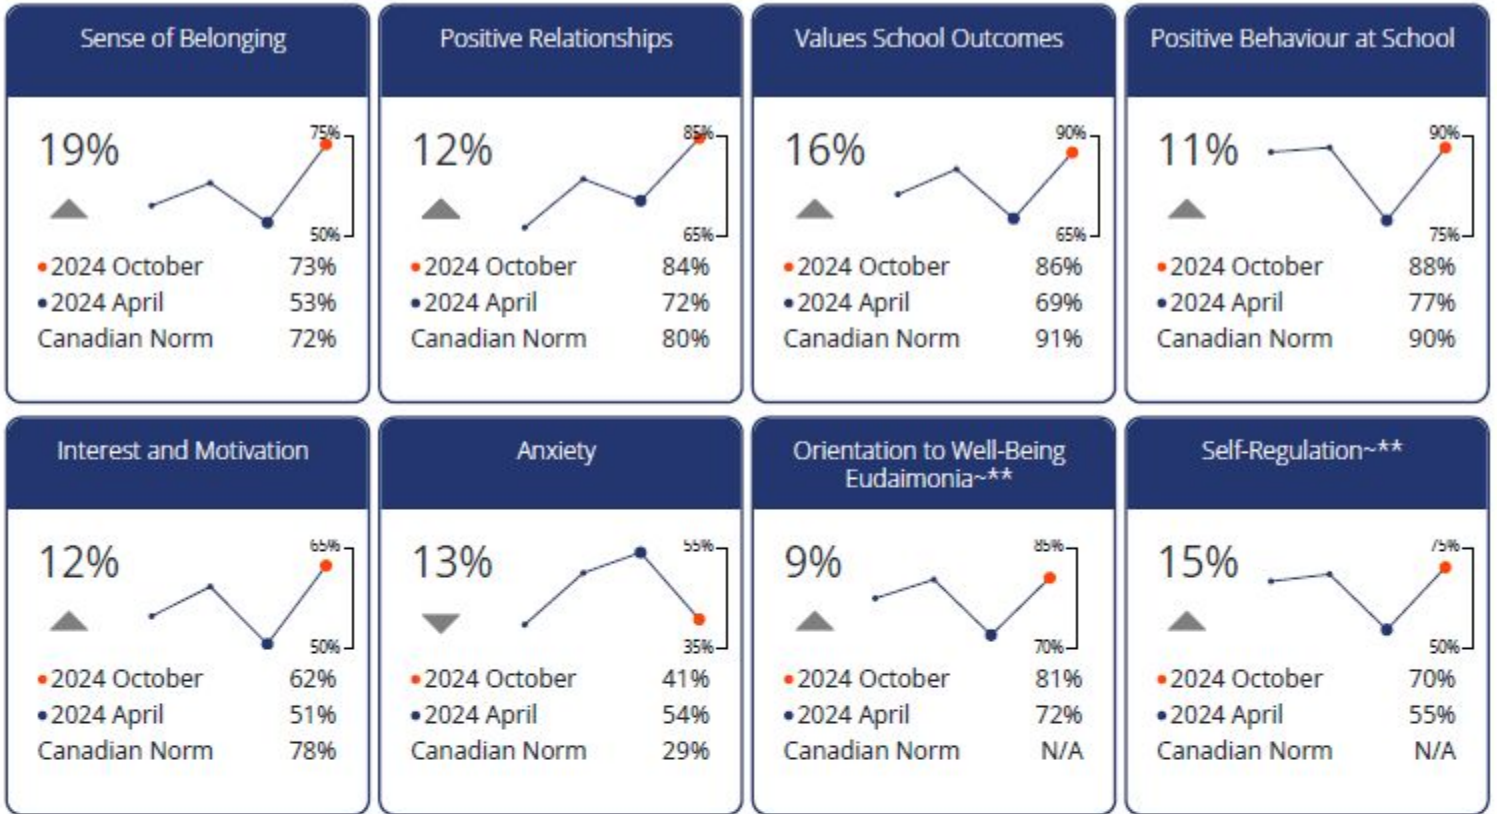 Sense of Belonging
19%
75%
50%
2024 October 73%
2024 April 53%
Canadian Norm 72%
Positive Relationships
12%
85%
65%
2024 October 84%
2024 April 72%
Canadian Norm 80%
Values School Outcomes
16%
90%
65%
2024 October 86%
2024 April 69%
Canadian Norm 91%
Positive Behaviour at School
11%
90%
75%
2024 October 88%
2024 April 77%
Canadian Norm 90%
Interest and Motivation
12%
65%
50%
2024 October 62%
2024 April 51%
Canadian Norm 78%
Anxiety
13%
55%
35%
2024 October 41%
2024 April 54%
Canadian Norm 29%
Orientation to Well-Being
Eudaimonia~**
9%
85%
70%
2024 October 81%
2024 April 72%
Canadian Norm N/A
Self-Regulation~**
15%
75%
50%
2024 October 70%
2024 April 55%
Canadian Norm N/A